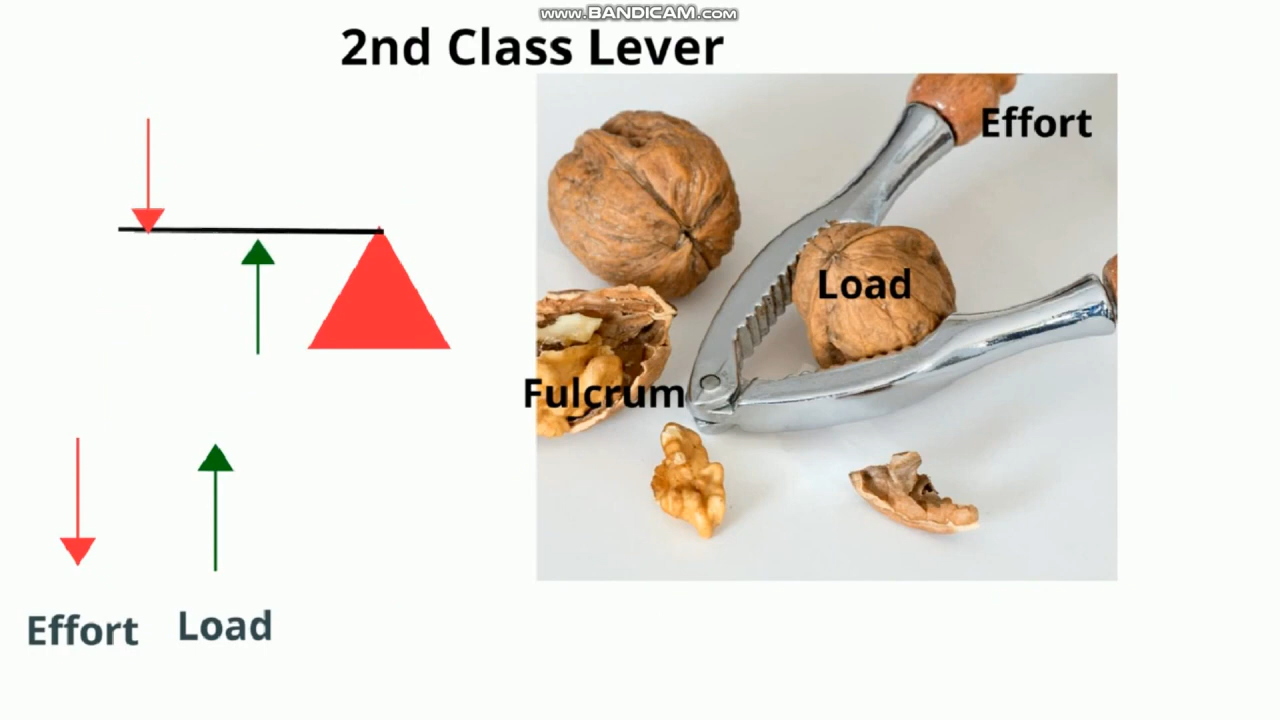 www.BANDICAM.com
2nd Class Lever
Effort
Load
Fulcrum
Effort
Load